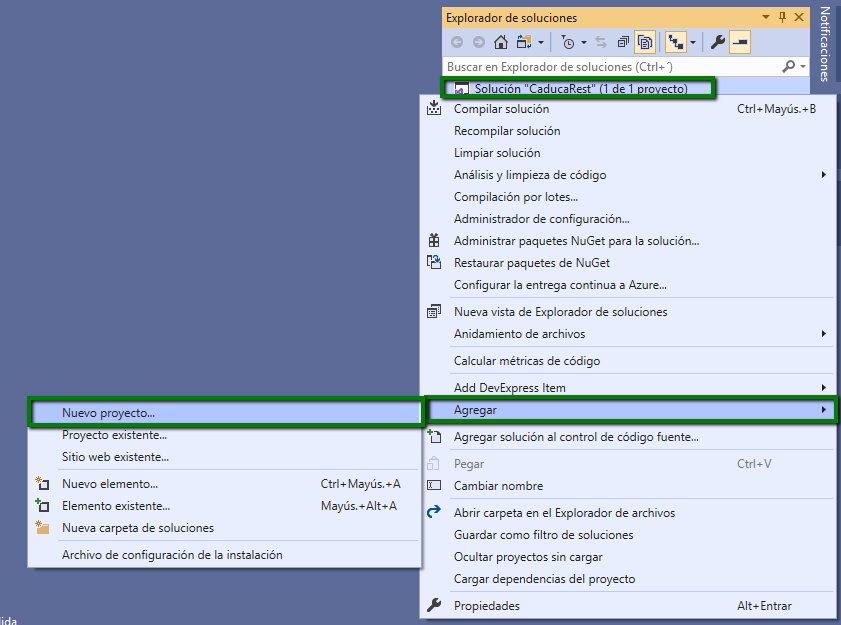 Explorador de soluciones
Notificaciones
Buscar en Explorador de soluciones (Ctrl+´)
Solución "CaducaRest" (1 de 1 proyecto)
Compilar solución Ctrl+Mayús.+B
Recompilar solución
Limpiar solución
Análisis y limpieza de código
Compilación por lotes...
Administrador de configuración...
Administrar paquetes NuGet para la solución...
Restaurar paquetes de NuGet
Configurar la entrega continua a Azure...
Nueva vista de Explorador de soluciones
Anidamiento de archivos
Calcular métricas de código
Add DevExpress Item
Agregar
Agregar solución al control de código fuente...
Pegar Ctrl+V
Cambiar nombre
Abrir carpeta en el Explorador de archivos
Guardar como filtro de soluciones
Ocultar proyectos sin cargar
Cargar dependencias del proyecto
Propiedades Alt+Entrar
Nuevo proyecto...
Proyecto existente...
Sitio web existente...
Nuevo elemento... Ctrl+Mayús.+A
Elemento existente... Mayús.+Alt+A
Nueva carpeta de soluciones
Archivo de configuración de la instalación
lida